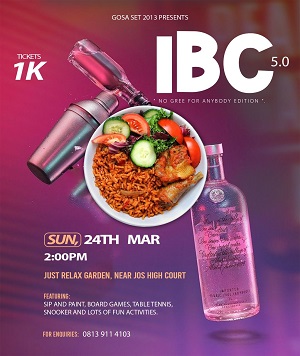 GOSA SET 2013 PRESENTS
TICKETS
1K
IBC 5.0
" NO GREE FOR ANYBODY EDITION ".
SUN, 24TH MAR
2:00PM
JUST RELAX GARDEN, NEAR JOS HIGH COURT
FEATURING:
SIP AND PAINT, BOARD GAMES, TABLE TENNIS,
SNOOKER AND LOTS OF FUN ACTIVITIES.
FOR ENQUIRIES: 0813 911 4103